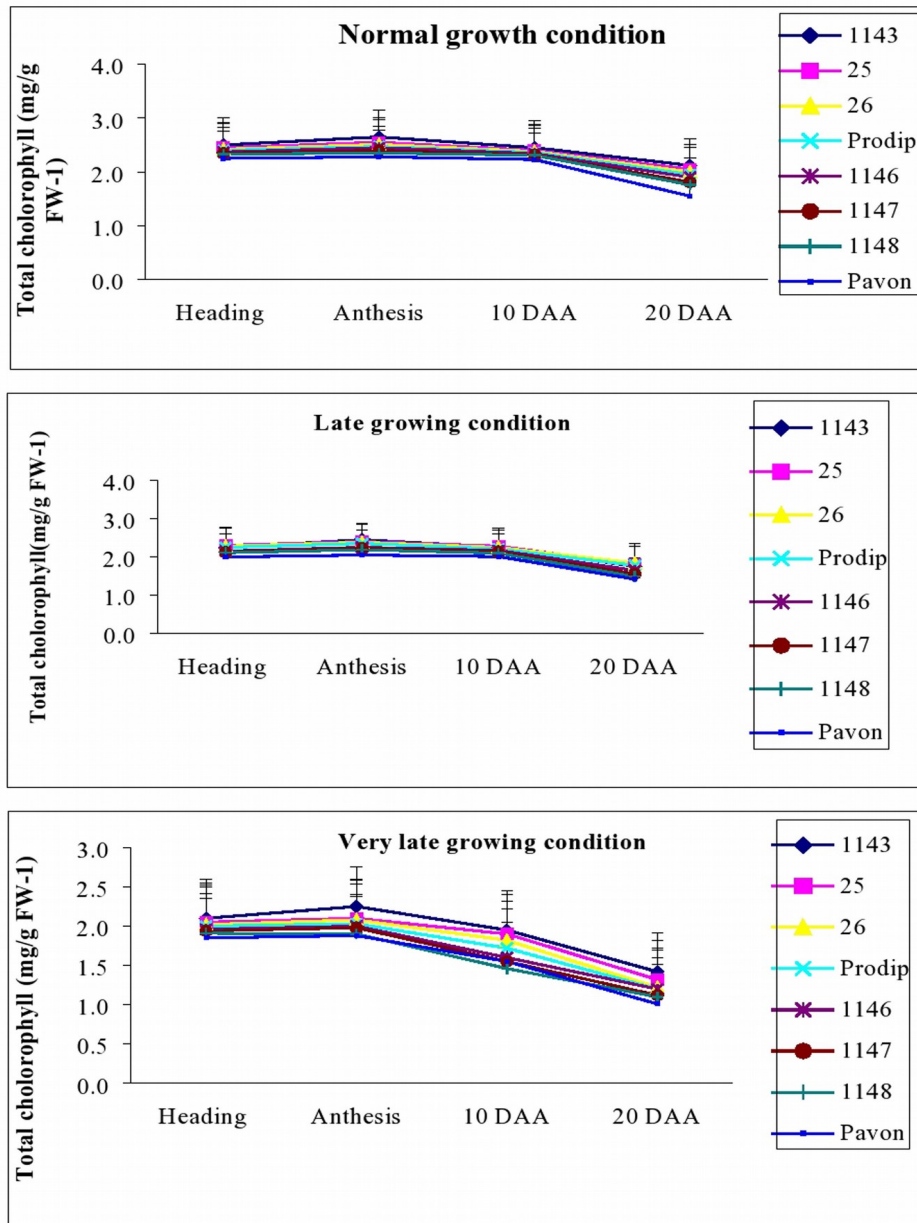 Normal growth condition
Total cholorophyll (mg/g
FW-1)
4.0
3.0
2.0
1.0
0.0
Heading Anthesis 10 DAA 20 DAA
1143
25
26
Prodip
1146
1147
1148
Pavon
Late growing condition
Total cholorophyll(mg/g FW-1)
4.0
3.0
2.0
1.0
0.0
Heading Anthesis 10 DAA 20 DAA
1143
25
26
Prodip
1146
1147
1148
Pavon
Very late growing condition
Total cholorophyll (mg/g FW-1)
3.0
2.5
2.0
1.5
1.0
0.5
0.0
Heading Anthesis 10 DAA 20 DAA
1143
25
26
Prodip
1146
1147
1148
Pavon